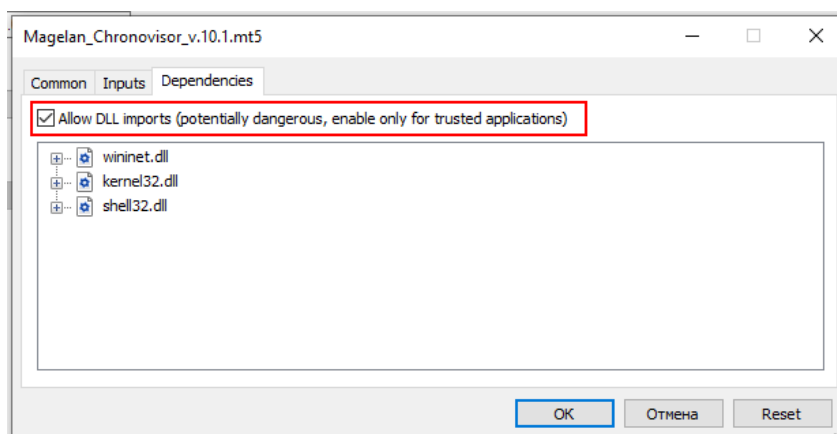 Magelan_Chronovisor_v.10.1.mt5
Common Inputs Dependencies
Allow DLL imports (potentially dangerous, enable only for trusted applications)
wininet.dll
kernel32.dll
shell32.dll
OK Отмена Reset